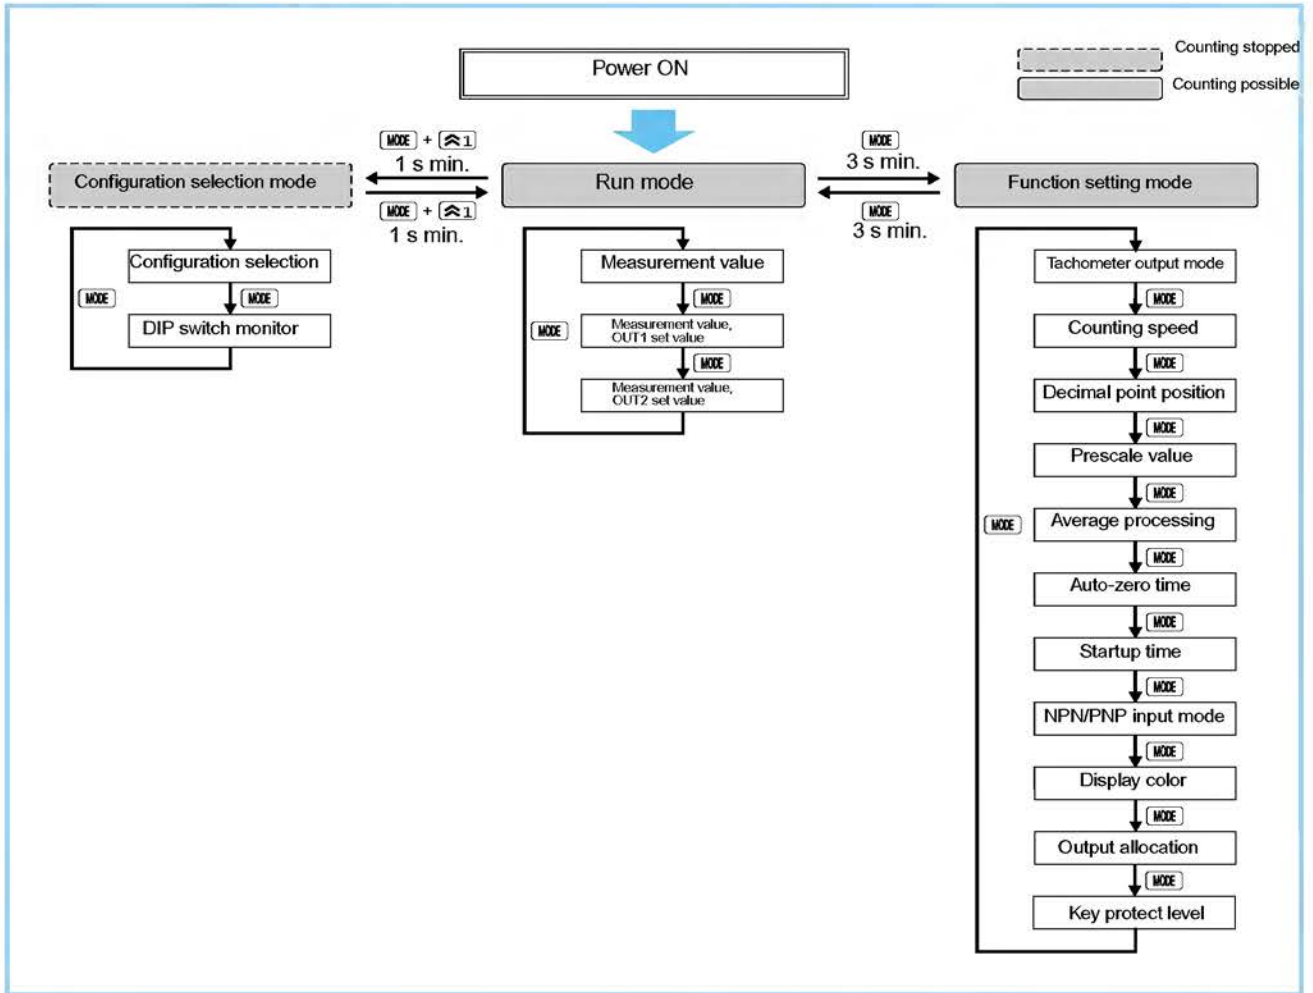 Power ON
Counting stopped
Counting possible
MODE + 1
1 s min.
MODE
3 s min.
Configuration selection mode
Run mode
Function setting mode
MODE + 1
1 s min.
MODE
3 s min.
Configuration selection
MODE
MODE
DIP switch monitor
Measurement value
MODE
MODE
Measurement value,
OUT1 set value
MODE
Measurement value,
OUT2 set value
Tachometer output mode
MODE
Counting speed
MODE
Decimal point position
MODE
Prescale value
MODE
MODE
Average processing
MODE
Auto-zero time
MODE
Startup time
MODE
NPN/PNP input mode
MODE
Display color
MODE
Output allocation
MODE
Key protect level